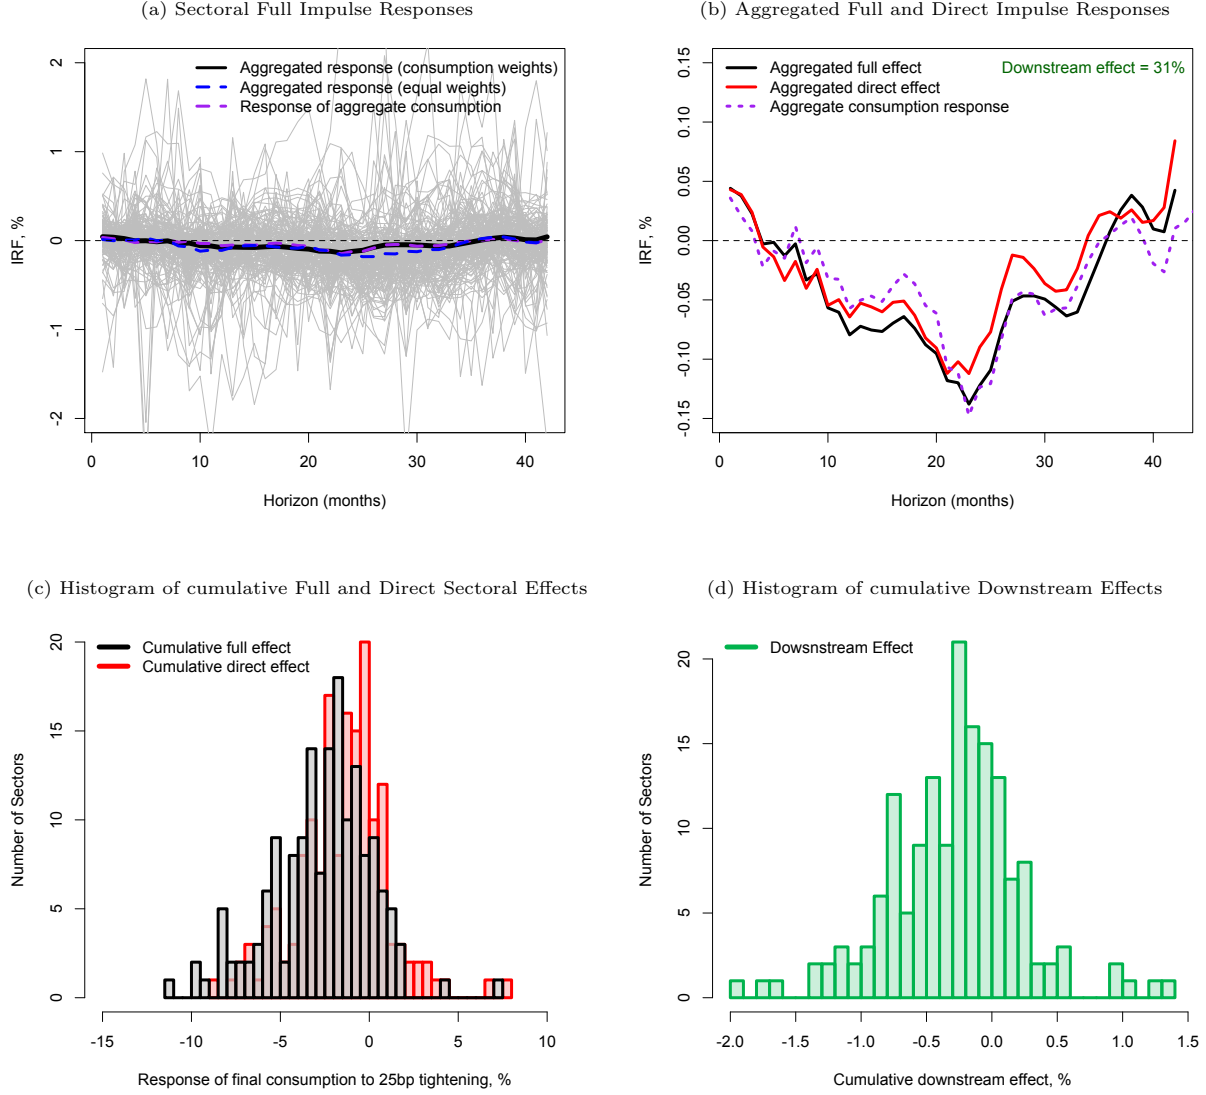 (a) Sectoral Full Impulse Responses
2
1
0
-1
-2
IRF, %
Aggregated response (consumption weights)
Aggregated response (equal weights)
Response of aggregate consumption
0 10 20 30 40
Horizon (months)
(b) Aggregated Full and Direct Impulse Responses
0.15
0.10
0.05
0.00
-0.05
-0.10
-0.15
IRF, %
Aggregated full effect
Aggregated direct effect
Aggregate consumption response
Downstream effect = 31%
0 10 20 30 40
Horizon (months)
(c) Histogram of cumulative Full and Direct Sectoral Effects
20
15
10
5
0
Number of Sectors
Cumulative full effect
Cumulative direct effect
-15 -10 -5 0 5 10
Response of final consumption to 25bp tightening, %
(d) Histogram of cumulative Downstream Effects
20
15
10
5
0
Number of Sectors
Dowsnstream Effect
-2.0 -1.5 -1.0 -0.5 0.0 0.5 1.0 1.5
Cumulative downstream effect, %